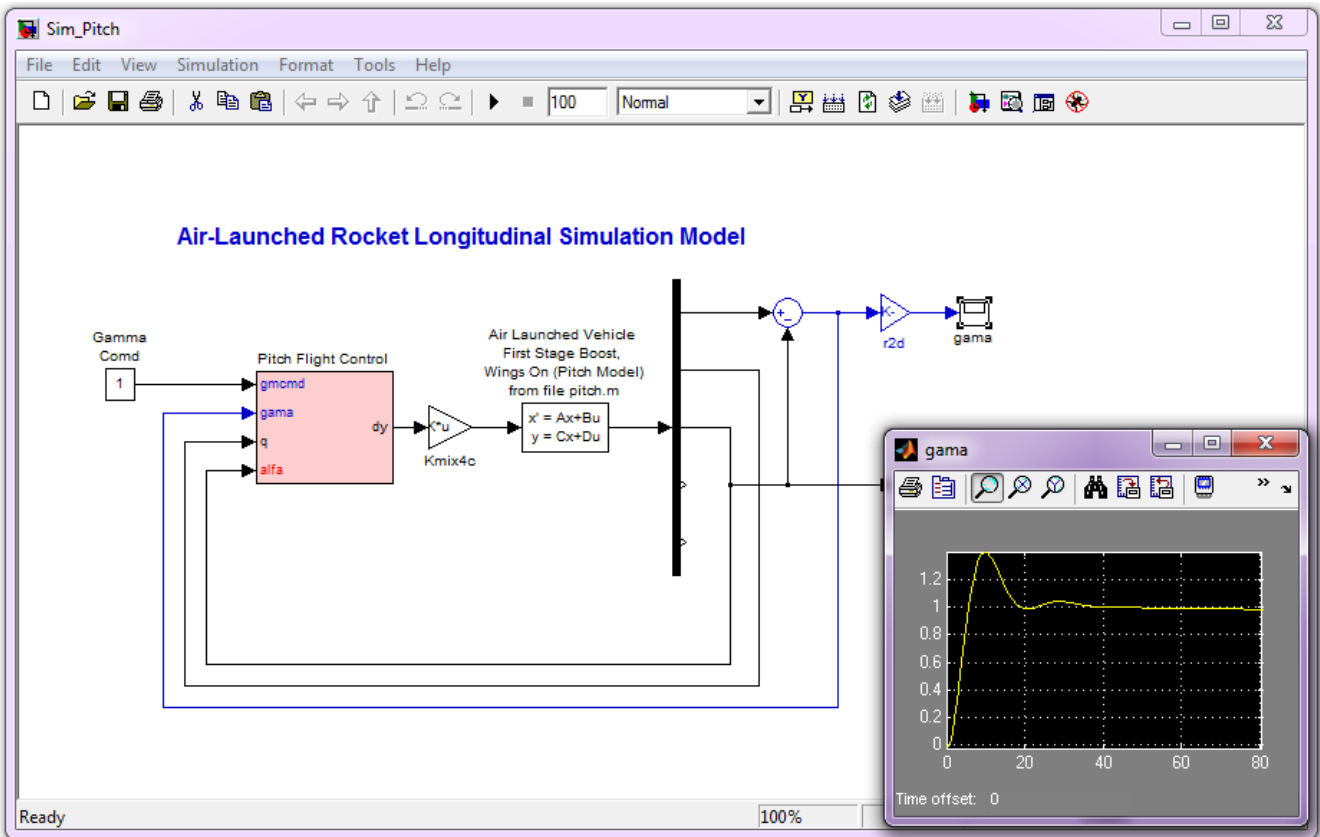 Sim_Pitch
File Edit View Simulation Format Tools Help
100 Normal
Air-Launched Rocket Longitudinal Simulation Model
Gamma
Comd
1
Pitch Flight Control
gmcmd
gama
q
alfa
dy
K*u
Kmix4c
Air Launched Vehicle
First Stage Boost,
Wings On (Pitch Model)
from file pitch.m
x' = Ax+Bu
y = Cx+Du
+_
K-
r2d
gama
gama
1.2
1
0.8
0.6
0.4
0.2
0
0 20 40 60 80
Time offset: 0
Ready 100%